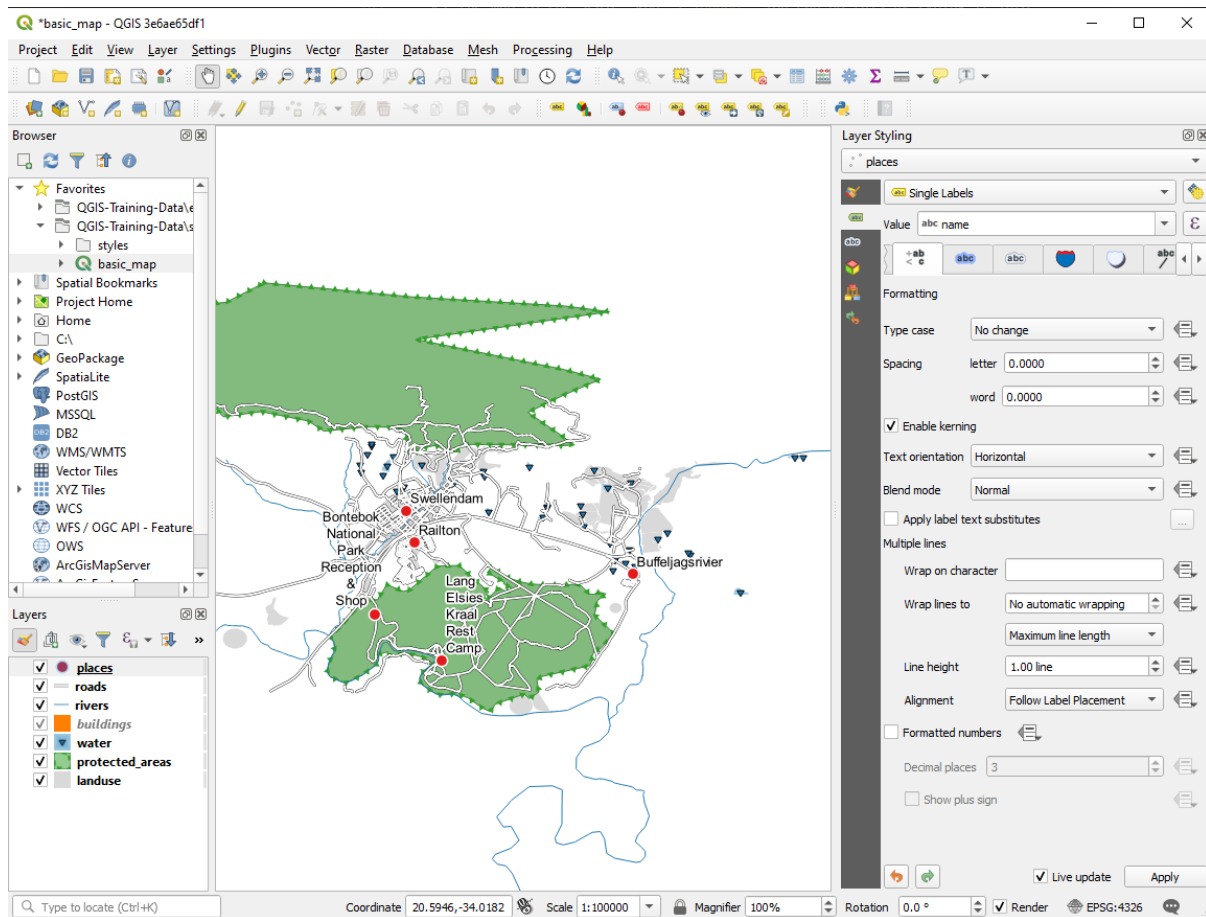 *basic_map - QGIS 3e6ae65df1
Project Edit View Layer Settings Plugins Vector Raster Database Mesh Processing Help
Browser
Favorites
QGIS-Training-Data\e
QGIS-Training-Data\s
styles
basic_map
Spatial Bookmarks
Project Home
Home
C:\
GeoPackage
SpatiaLite
PostGIS
MSSQL
DB2
WMS/WMTS
Vector Tiles
XYZ Tiles
WCS
WFS / OGC API - Feature
OWS
ArcGisMapServer
Layers
places
roads
rivers
buildings
water
protected_areas
landuse
Swellendam
Bontebok
National
Park
Reception
&
Shop
Railton
Lang
Elsies
Kraal
Rest
Camp
Buffeljagsrivier
Layer Styling
places
Single Labels
Value abc name
Formatting
Type case No change
Spacing letter 0.0000
word 0.0000
Enable kerning
Text orientation Horizontal
Blend mode Normal
Apply label text substitutes ...
Multiple lines
Wrap on character
Wrap lines to No automatic wrapping
Maximum line length
Line height 1.00 line
Alignment Follow Label Placement
Formatted numbers
Decimal places 3
Show plus sign
Live update Apply
Type to locate (Ctrl+K) Coordinate 20.5946,-34.0182 Scale 1:100000 Magnifier 100% Rotation 0.0 ° Render EPSG:4326